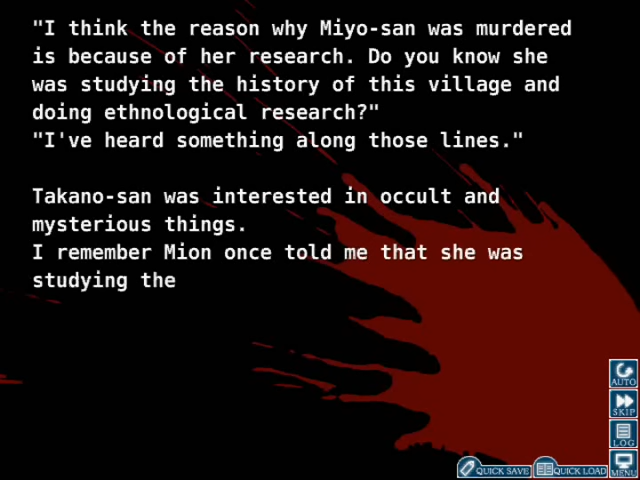 "I think the reason why Miyo-san was murdered
is because of her research. Do you know she
was studying the history of this village and
doing ethnological research?"
"I've heard something along those lines."
Takano-san was interested in occult and
mysterious things.
I remember Mion once told me that she was
studying the
AUTO
SKIP
LOG
MENU
QUICK SAVE
QUICK LOAD